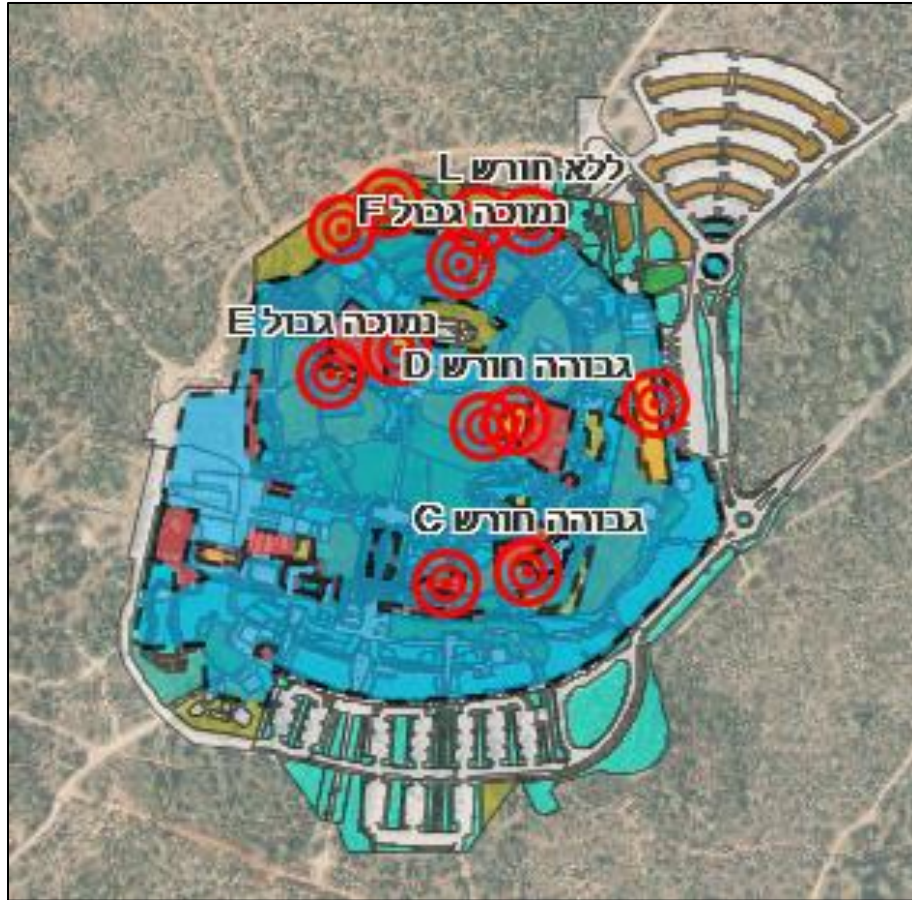 ללא חורש L
נמוכה גבול F
נמוכה גבול E
גבוהה חורש D
גבוהה חורש C